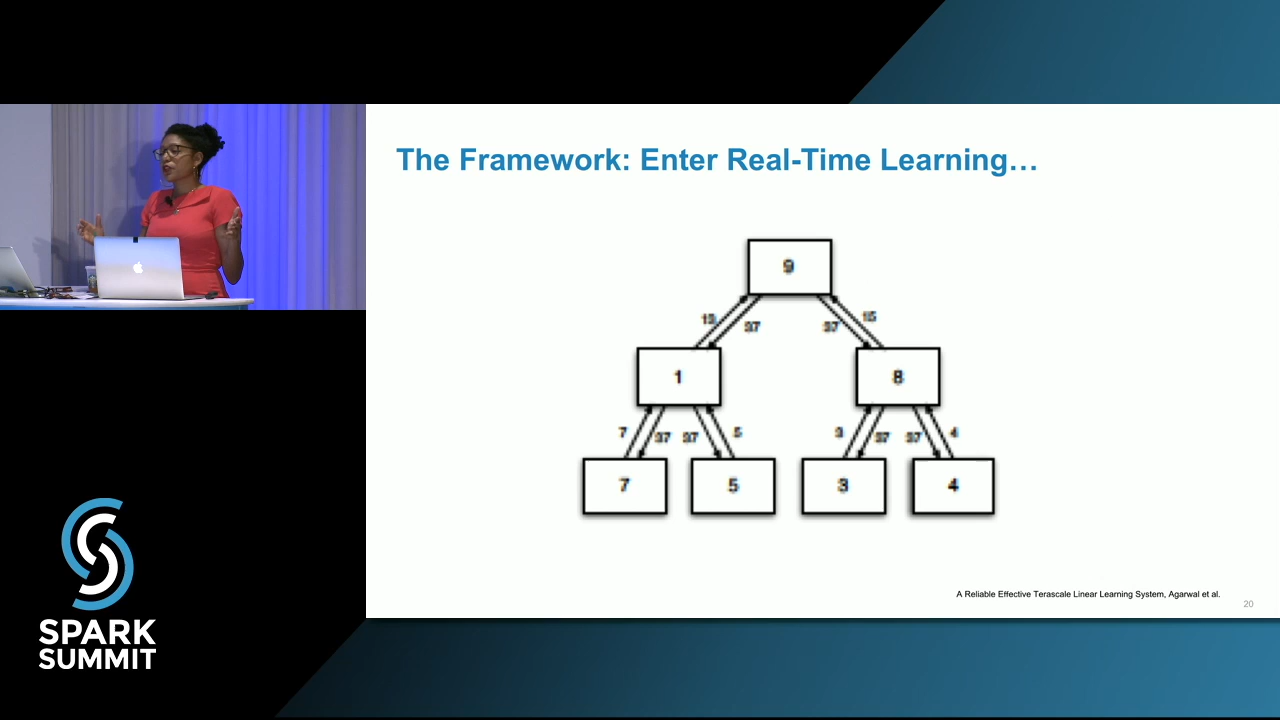 The Framework: Enter Real-Time Learning...
9
13 37 37 15
1 8
7 37 37 5 3 37 37 4
7 5 3 4
A Reliable Effective Terascale Linear Learning System, Agarwal et al.
20
SPARK
SUMMIT